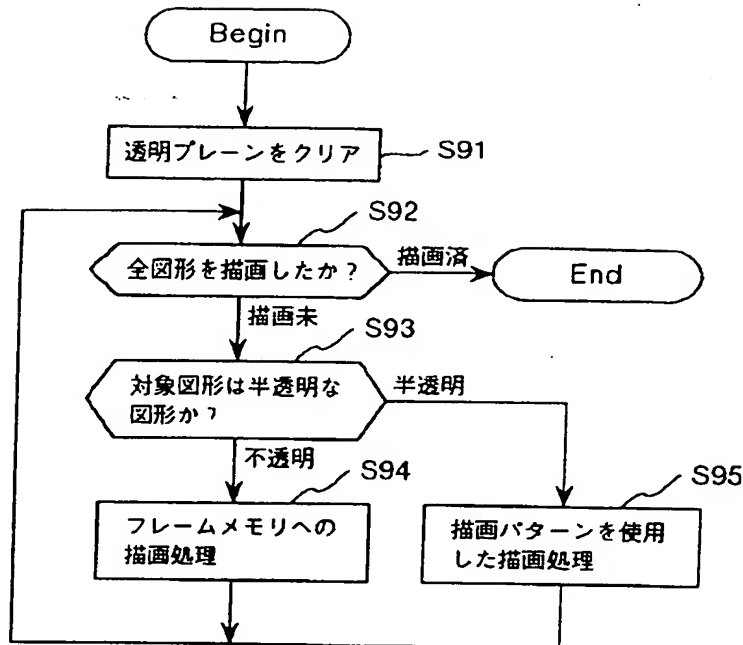 Begin
透明プレーンをクリア
S91
S92
全図形を描画したか？
描画済
End
描画未
S93
対象図形は半透明な
図形か？
半透明
不透明
S94
フレームメモリへの
描画処理
S95
描画パターンを使用
した描画処理